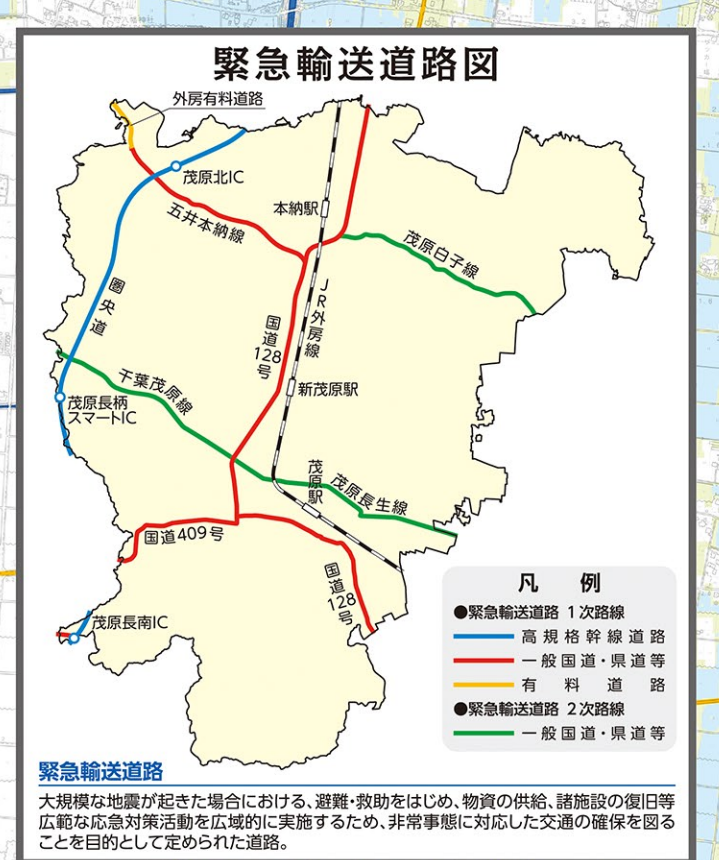 緊急輸送道路図
外房有料道路
茂原北IC
本納駅
五井本納線
茂原白子線
圏央道
JR外房線
国道128号
千葉茂原線
新茂原駅
茂原長柄
スマートIC
茂原駅
茂原長生線
国道409号
国道128号
茂原長南IC
凡 例
●緊急輸送道路 1次路線
高規格幹線道路
一般国道・県道等
有料道路
●緊急輸送道路 2次路線
一般国道・県道等
緊急輸送道路
大規模な地震が起きた場合における、避難・救助をはじめ、物資の供給、諸施設の復旧等
広範な応急対策活動を広域的に実施するため、非常事態に対応した交通の確保を図る
ことを目的として定められた道路。